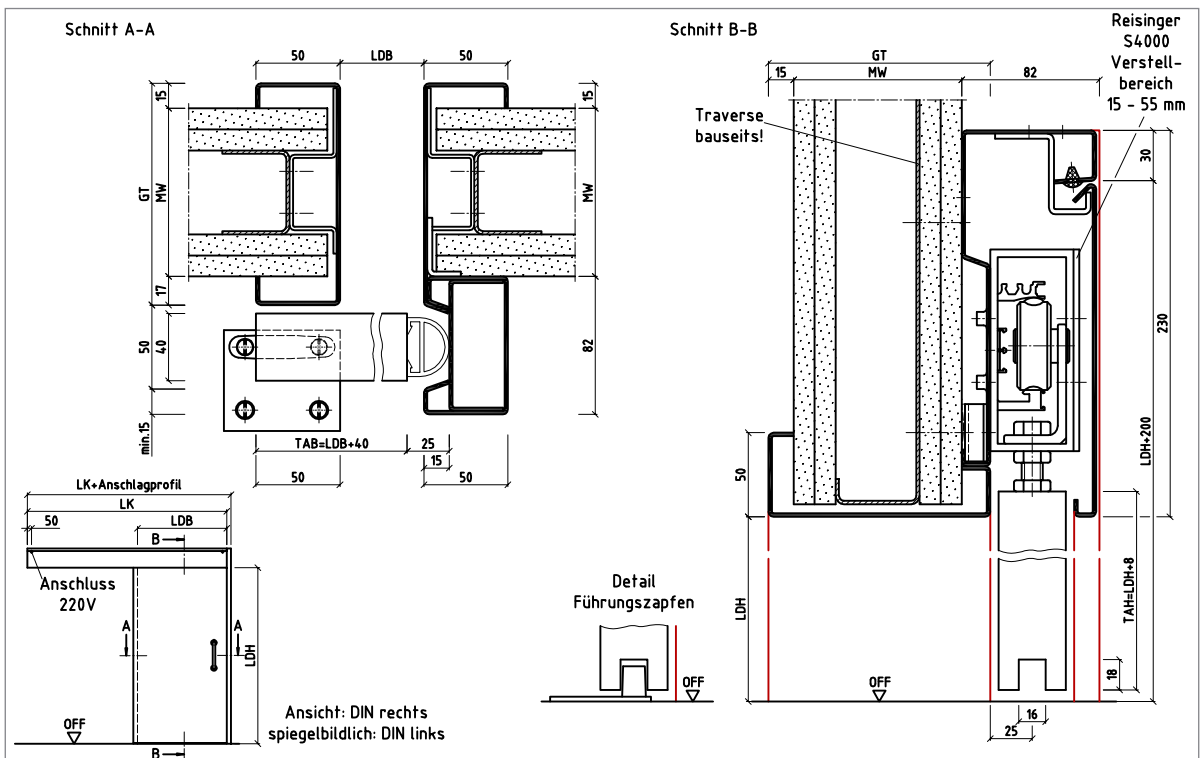 Schnitt A-A
50
LDB
50
15
15
GT
MW
MW
17
50
40
82
min.15
TAB=LDB+40
25
15
50
50
LK+Anschlagprofil
LK
50
LDB
B
Anschluss
220V
A
A
LDH
OFF
B
Ansicht: DIN rechts
spiegelbildlich: DIN links
Detail
Führungszapfen
OFF
Schnitt B-B
GT
15
MW
82
Reisinger
S4000
Verstell-
bereich
15 - 55 mm
Traverse
bauseits!
30
230
50
LDH+200
LDH
TAH=LDH+8
18
OFF
16
25